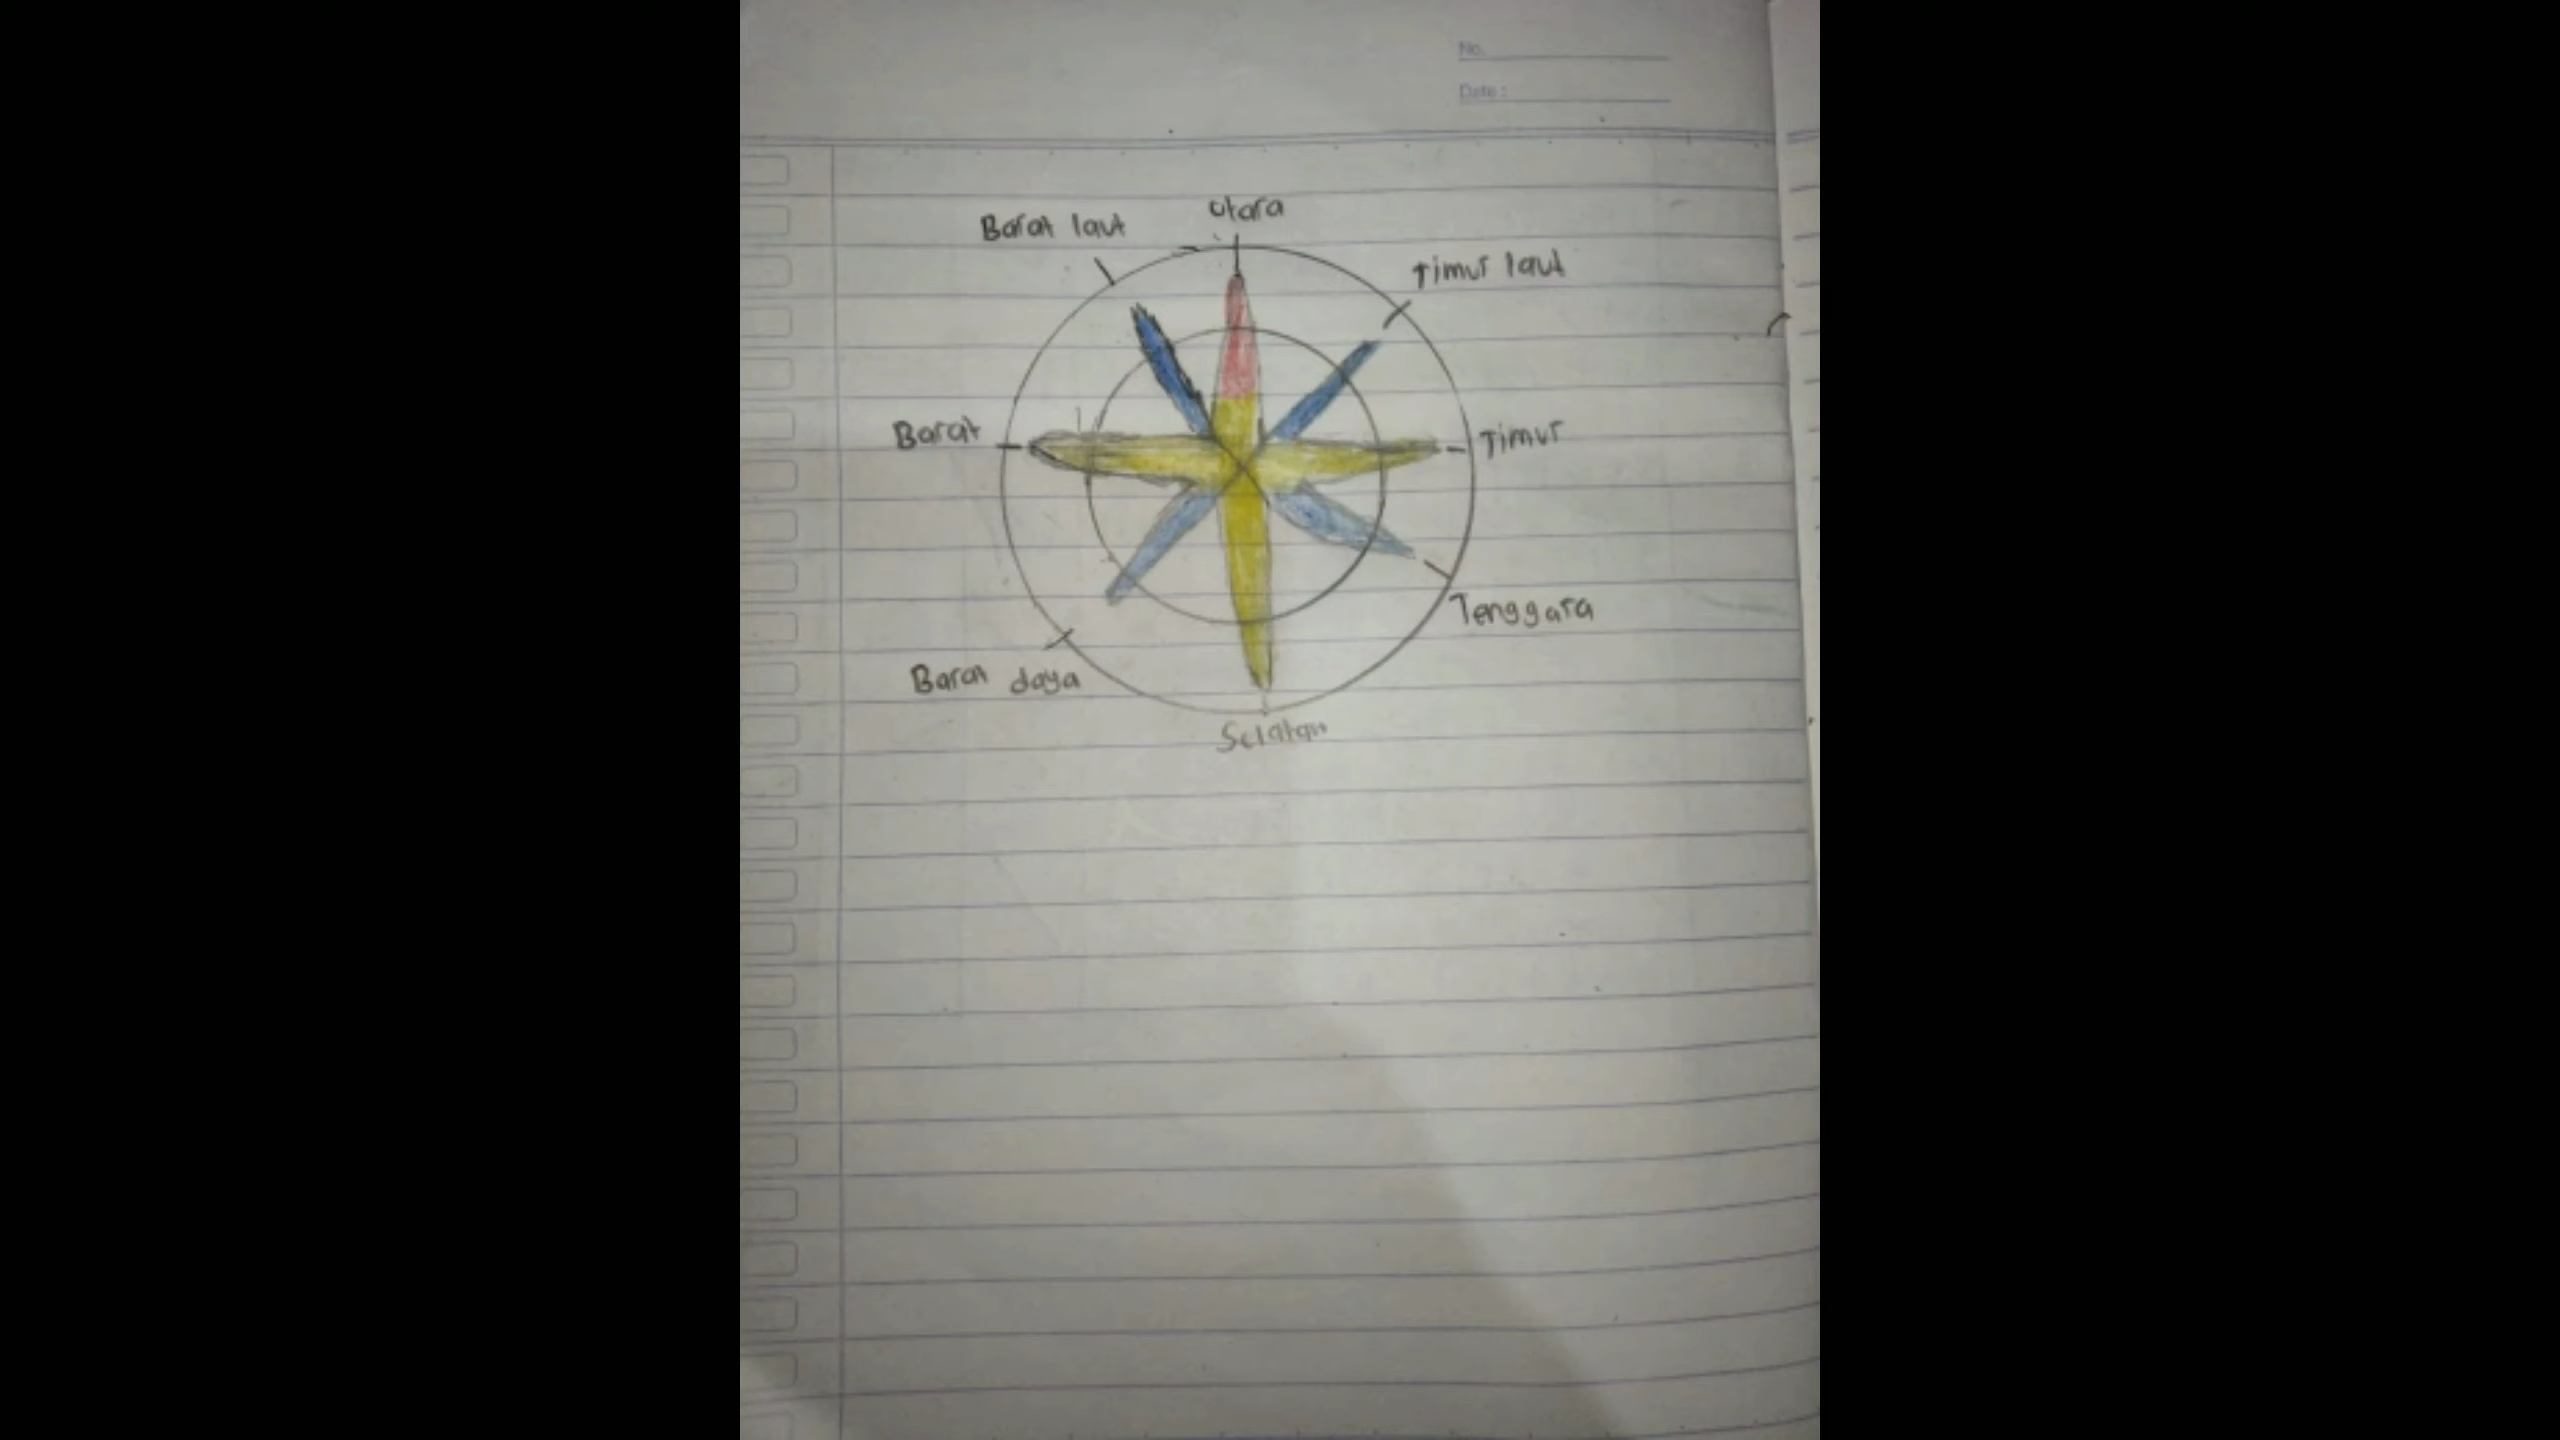 No.
Date:
Utara
Barat laut
Timur laut
Barat
Timur
Tenggara
Barat daya
Selatan